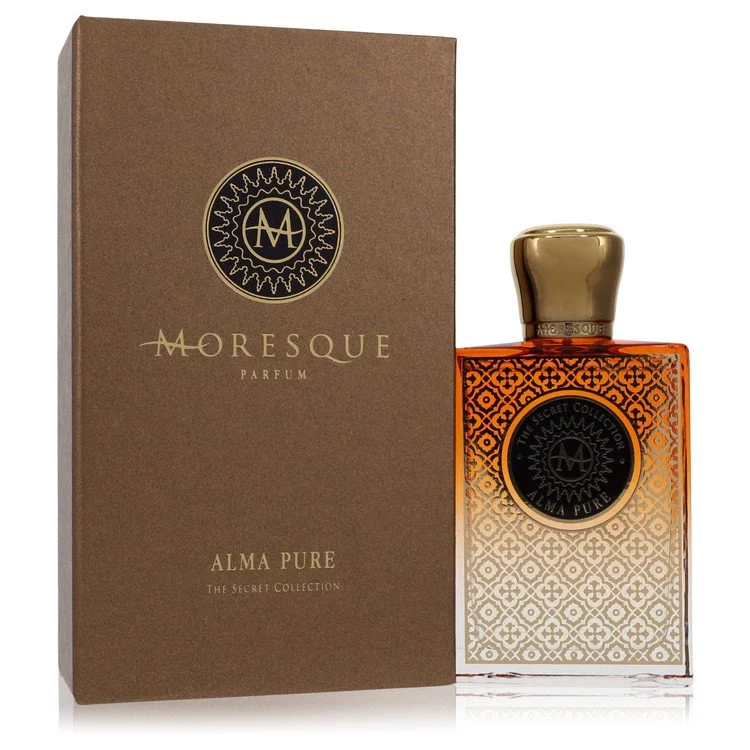 M
MORESQUE
PARFUM
ALMA PURE
THE SECRET COLLECTION
MORESQUE
THE SECRET COLLECTION
M
ALMA PURE